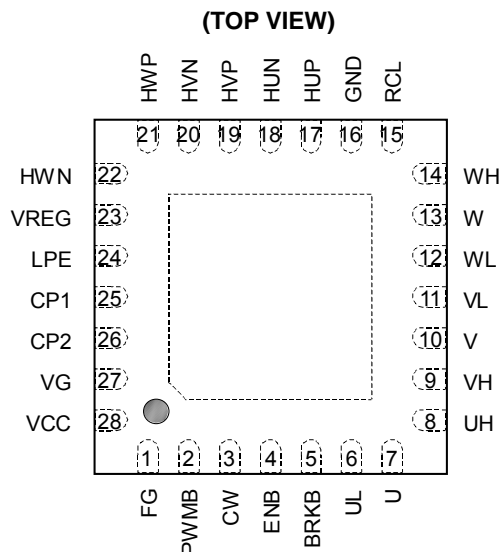 (TOP VIEW)
HWP HVN HVP HUN HUP GND RCL
21 20 19 18 17 16 15
HWN 22 14 WH
VREG 23 13 W
LPE 24 12 WL
CP1 25 11 VL
CP2 26 10 V
VG 27 9 VH
VCC 28 8 UH
1 2 3 4 5 6 7
FG PWMB CW ENB BRKB UL U